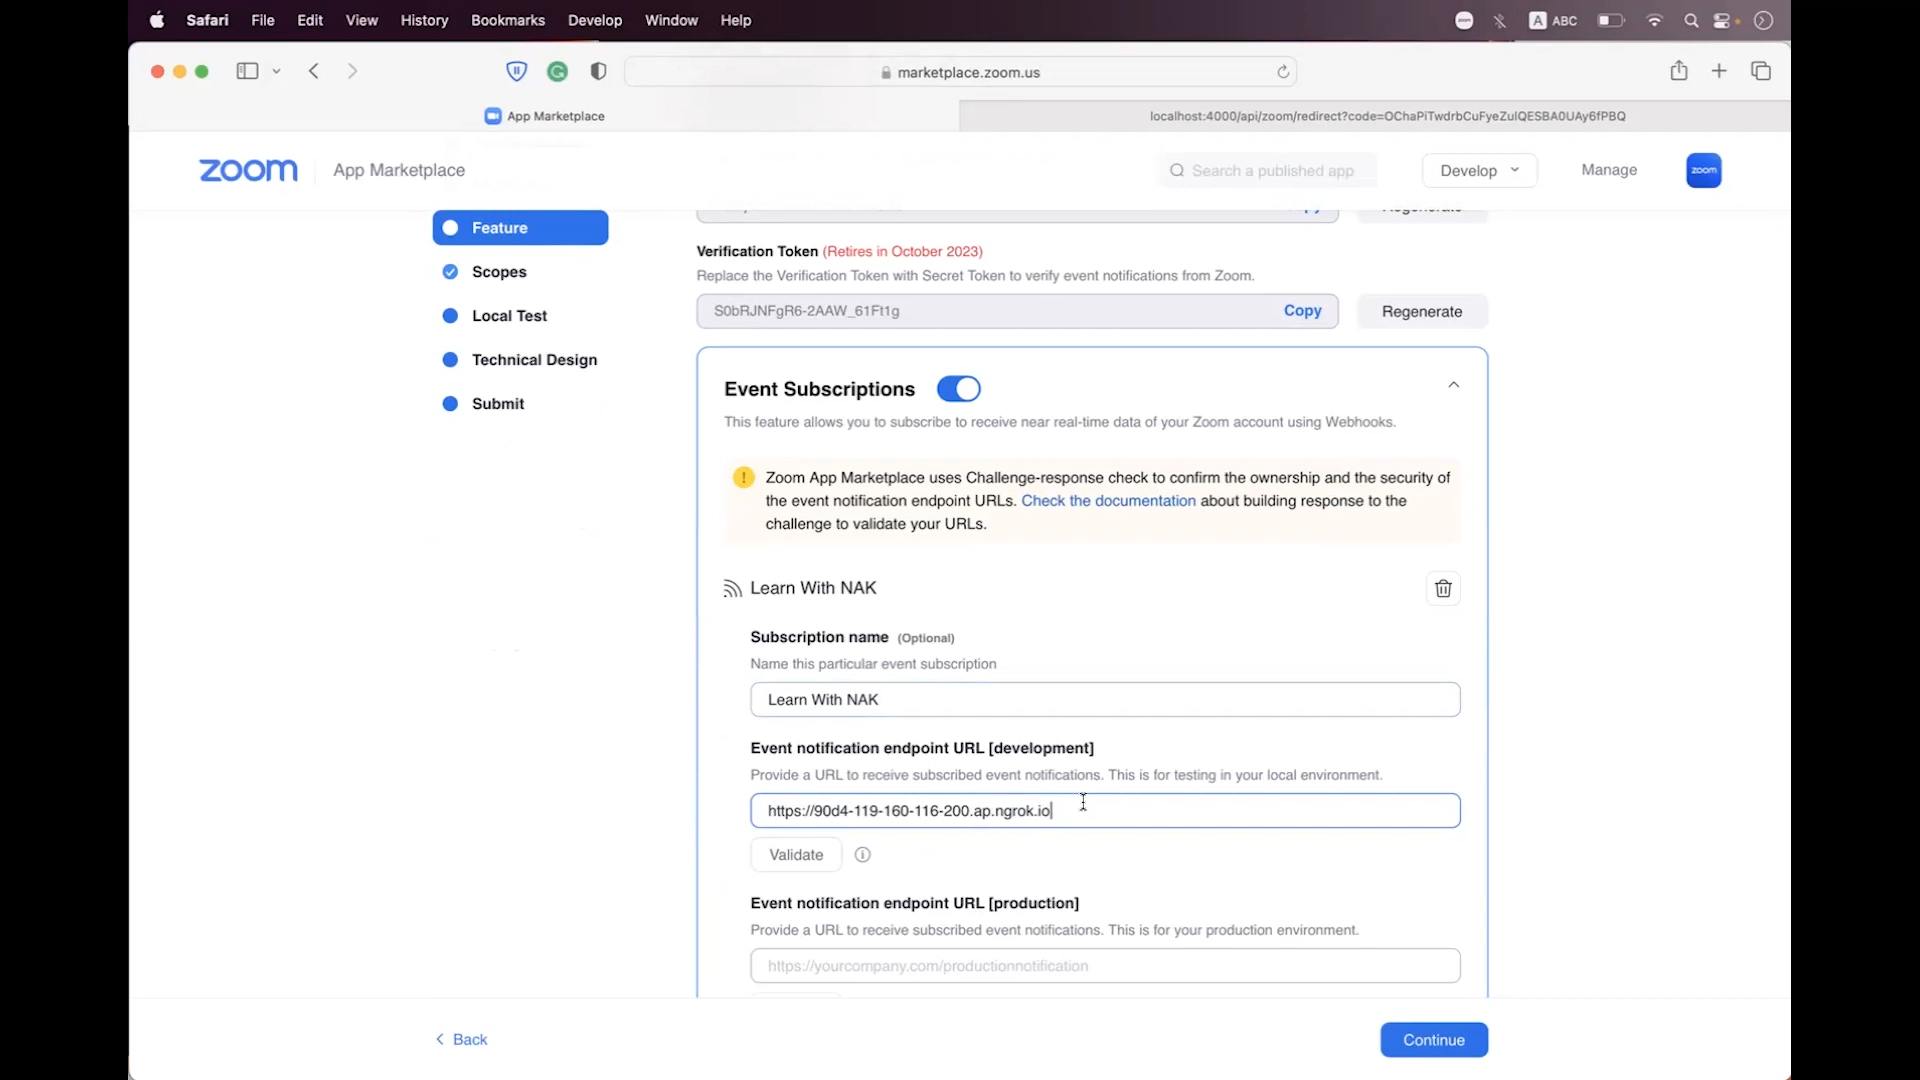 Safari File Edit View History Bookmarks Develop Window Help
zoom A ABC
marketplace.zoom.us
App Marketplace
localhost:4000/api/zoom/redirect?code=OChaPiTwdrbCuFyeZulQESBA0UAy6fPBQ
zoom App Marketplace
Search a published app
Develop
Manage
zoom
Feature
Scopes
Local Test
Technical Design
Submit
Verification Token (Retires in October 2023)
Replace the Verification Token with Secret Token to verify event notifications from Zoom.
S0bRJNFgR6-2AAW_61Ft1g
Copy
Regenerate
Event Subscriptions
This feature allows you to subscribe to receive near real-time data of your Zoom account using Webhooks.
Zoom App Marketplace uses Challenge-response check to confirm the ownership and the security of
the event notification endpoint URLs. Check the documentation about building response to the
challenge to validate your URLs.
Learn With NAK
Subscription name (Optional)
Name this particular event subscription
Learn With NAK
Event notification endpoint URL [development]
Provide a URL to receive subscribed event notifications. This is for testing in your local environment.
https://90d4-119-160-116-200.ap.ngrok.io
Validate
Event notification endpoint URL [production]
Provide a URL to receive subscribed event notifications. This is for your production environment.
https://yourcompany.com/productionnotification
Back
Continue